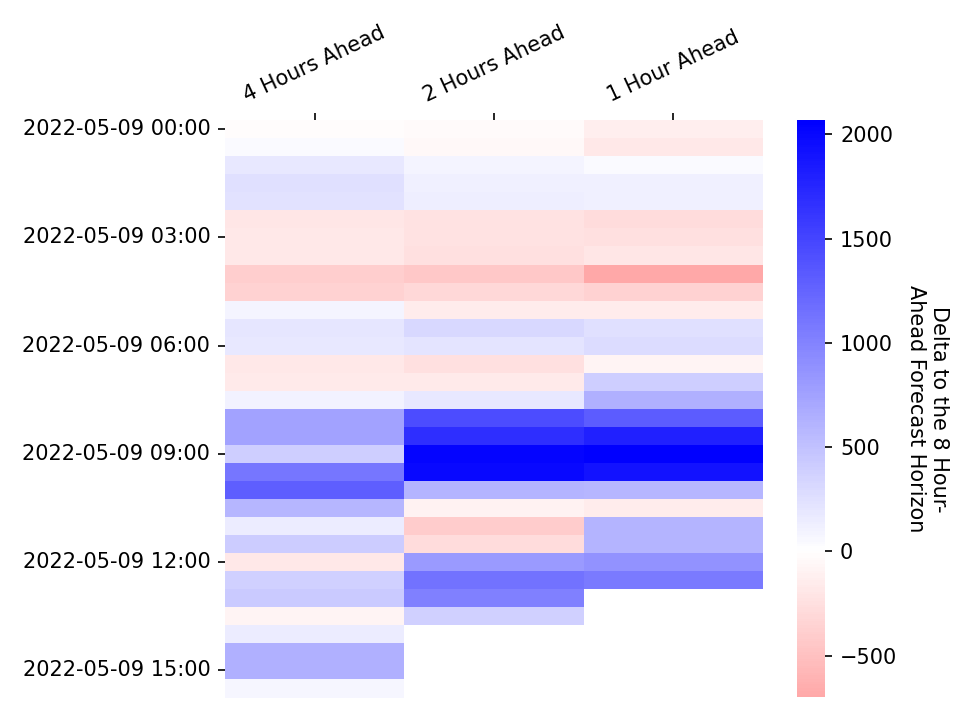 4 Hours Ahead
2 Hours Ahead
1 Hour Ahead
2022-05-09 00:00
2022-05-09 03:00
2022-05-09 06:00
2022-05-09 09:00
2022-05-09 12:00
2022-05-09 15:00
2000
1500
1000
500
0
−500
Delta to the 8 Hour-
Ahead Forecast Horizon